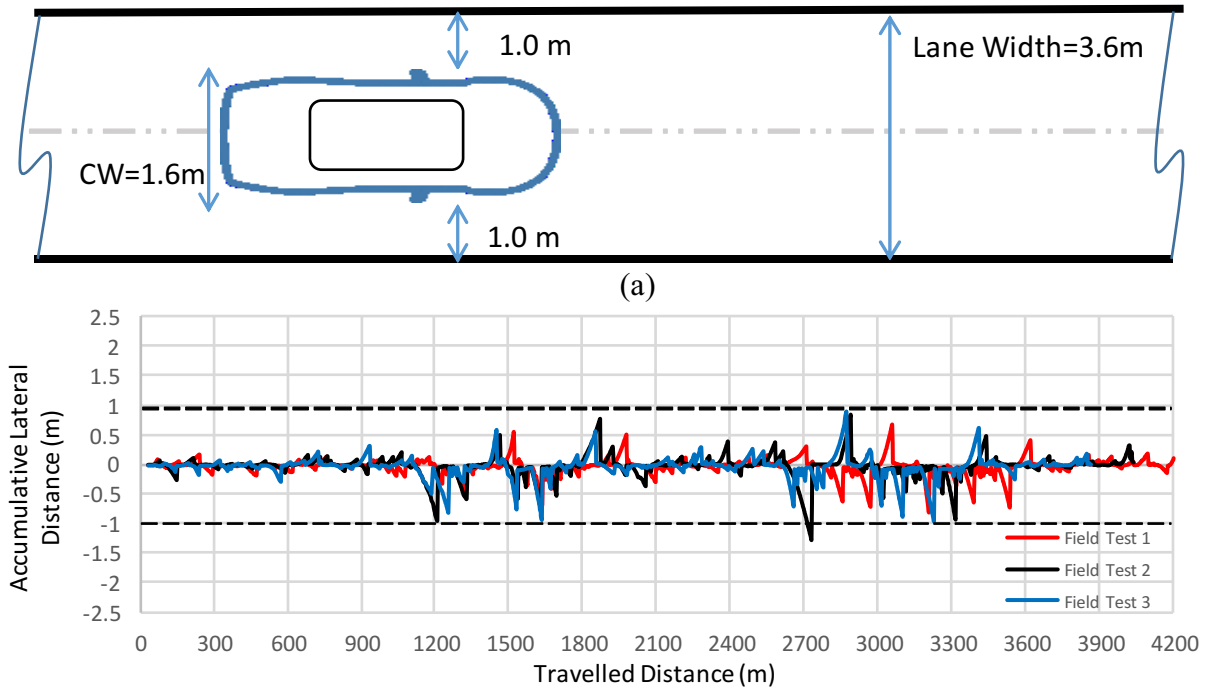 1.0 m
Lane Width=3.6m
CW=1.6m
1.0 m
(a)
2.5
2
1.5
1
0.5
0
-0.5
-1
-1.5
-2
-2.5
Accumulative Lateral
Distance (m)
Field Test 1
Field Test 2
Field Test 3
0 300 600 900 1200 1500 1800 2100 2400 2700 3000 3300 3600 3900 4200
Travelled Distance (m)